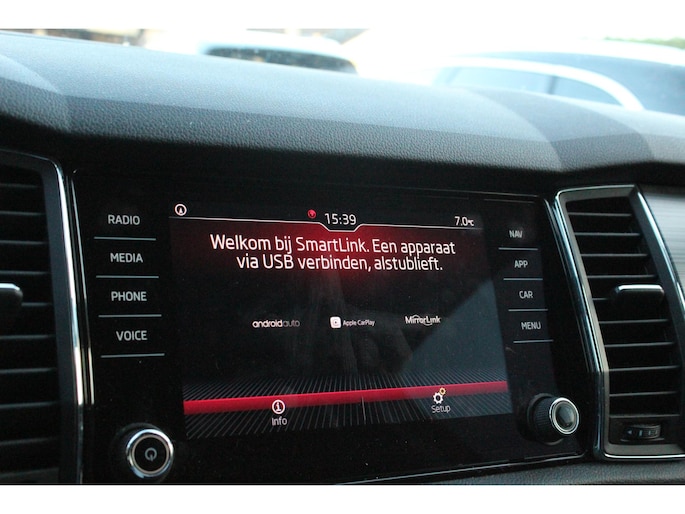 15:39
7.0°C
RADIO
MEDIA
PHONE
VOICE
Welkom bij SmartLink. Een apparaat
via USB verbinden, alstublieft.
androidauto
Apple CarPlay
MirrorLink
Info
Setup
NAV
APP
CAR
MENU